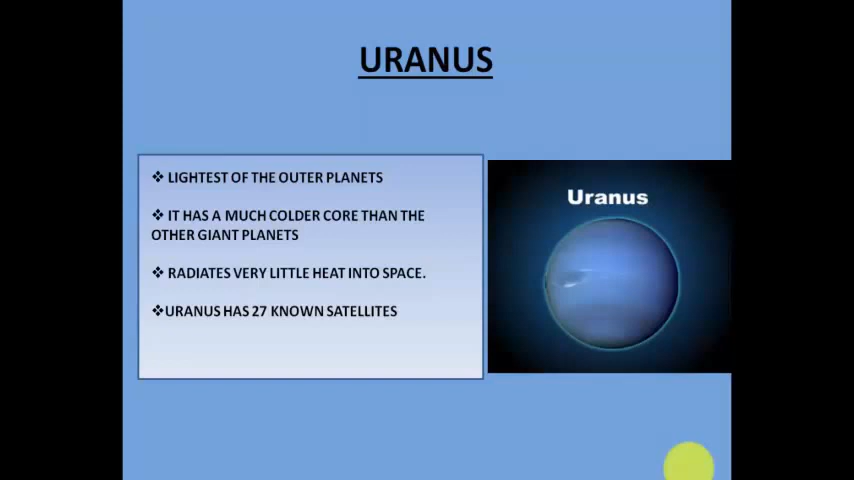 URANUS
❖ LIGHTEST OF THE OUTER PLANETS
❖ IT HAS A MUCH COLDER CORE THAN THE
OTHER GIANT PLANETS
❖ RADIATES VERY LITTLE HEAT INTO SPACE.
❖URANUS HAS 27 KNOWN SATELLITES
Uranus